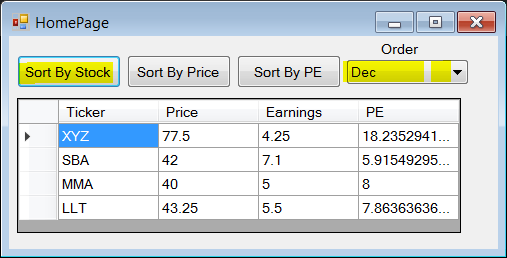 HomePage
Order
Sort By Stock Sort By Price Sort By PE Dec
Ticker Price Earnings PE
XYZ 77.5 4.25 18.2352941...
SBA 42 7.1 5.91549295...
MMA 40 5 8
LLT 43.25 5.5 7.86363636...